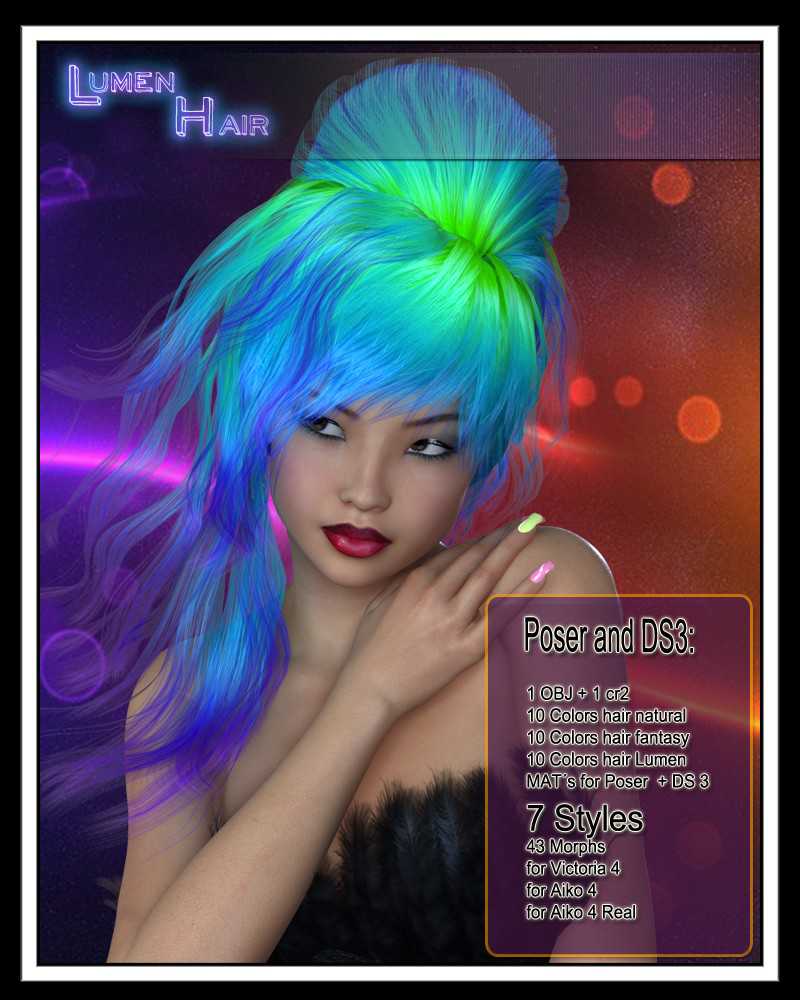 Lumen
Hair
Poser and DS3:
1 OBJ + 1 cr2
10 Colors hair natural
10 Colors hair fantasy
10 Colors hair Lumen
MAT´s for Poser + DS 3
7 Styles
43 Morphs
for Victoria 4
for Aiko 4
for Aiko 4 Real